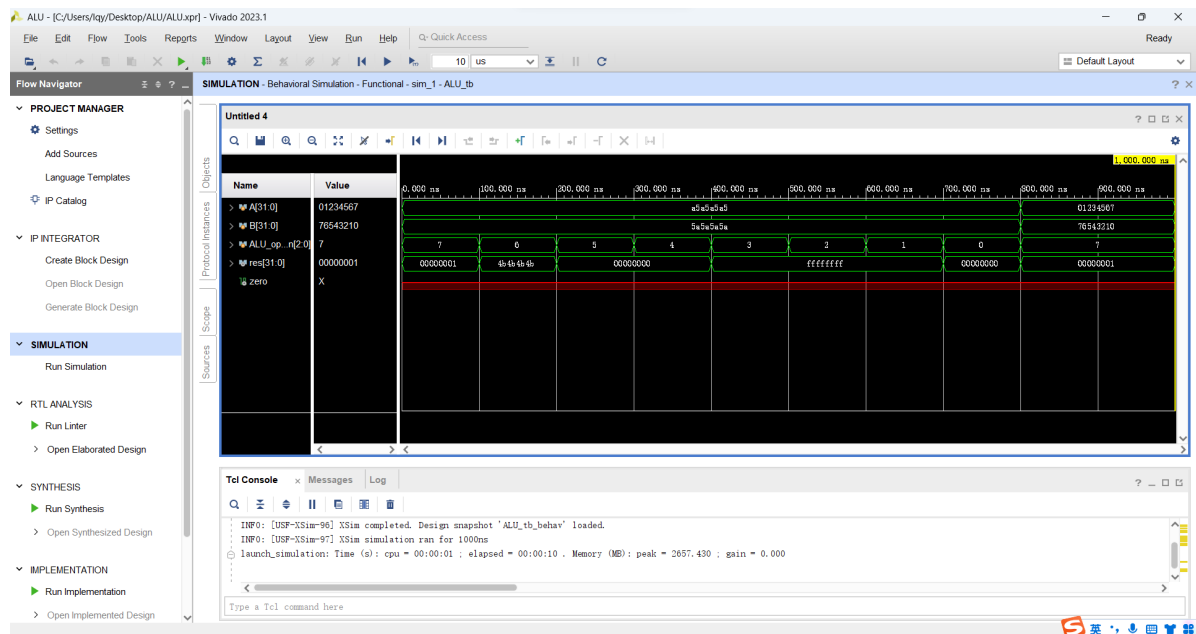 ALU - [C:/Users/lqy/Desktop/ALU/ALU.xpr] - Vivado 2023.1
File Edit Flow Tools Reports Window Layout View Run Help Q- Quick Access Ready
10 us Default Layout
Flow Navigator ? _
SIMULATION - Behavioral Simulation - Functional - sim_1 - ALU_tb ? ×
PROJECT MANAGER
Settings
Add Sources
Language Templates
IP Catalog
IP INTEGRATOR
Create Block Design
Open Block Design
Generate Block Design
SIMULATION
Run Simulation
RTL ANALYSIS
Run Linter
Open Elaborated Design
SYNTHESIS
Run Synthesis
Open Synthesized Design
IMPLEMENTATION
Run Implementation
Open Implemented Design
Objects
Protocol Instances
Scope
Sources
Untitled 4
1,000.000 ns
Name Value 0.000 ns 100.000 ns 200.000 ns 300.000 ns 400.000 ns 500.000 ns 600.000 ns 700.000 ns 800.000 ns 900.000 ns
A[31:0] 01234567 a5a5a5a5 01234567
B[31:0] 76543210 5a5a5a5a 76543210
ALU_op...n[2:0] 7 7 6 5 4 3 2 1 0 7
res[31:0] 00000001 00000001 4b4b4b4b 00000000 ffffffff 00000000 00000001
zero X
Tcl Console × Messages Log
INFO: [USF-XSim-96] XSim completed. Design snapshot 'ALU_tb_behav' loaded.
INFO: [USF-XSim-97] XSim simulation ran for 1000ns
launch_simulation: Time (s): cpu = 00:00:01 ; elapsed = 00:00:10 . Memory (MB): peak = 2657.430 ; gain = 0.000
Type a Tcl command here
英